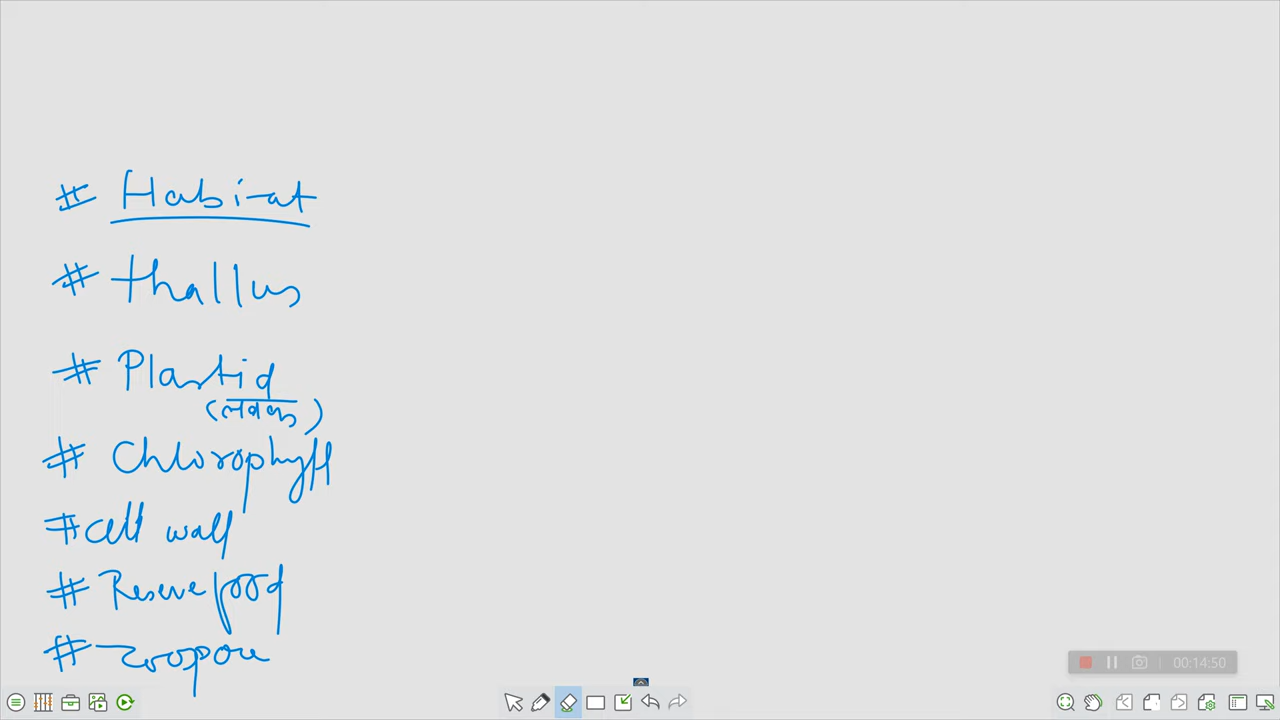 # Habitat
# thallus
# Plastid
# Chlorophyll
# cell wall
# Reserve food
# zoospore
00:14:50